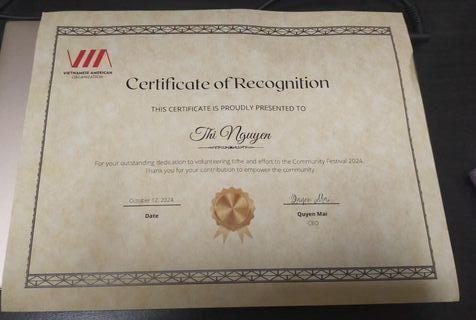 VIETNAMESE AMERICAN
ORGANIZATION
Certificate of Recognition
THIS CERTIFICATE IS PROUDLY PRESENTED TO
Thi Nguyen
For your outstanding dedication to volunteering time and effort to the Community Festival 2024.
Thank you for your contribution to empower the community
October 12, 2024
Date
Quyen Mai
Quyen Mai
CEO